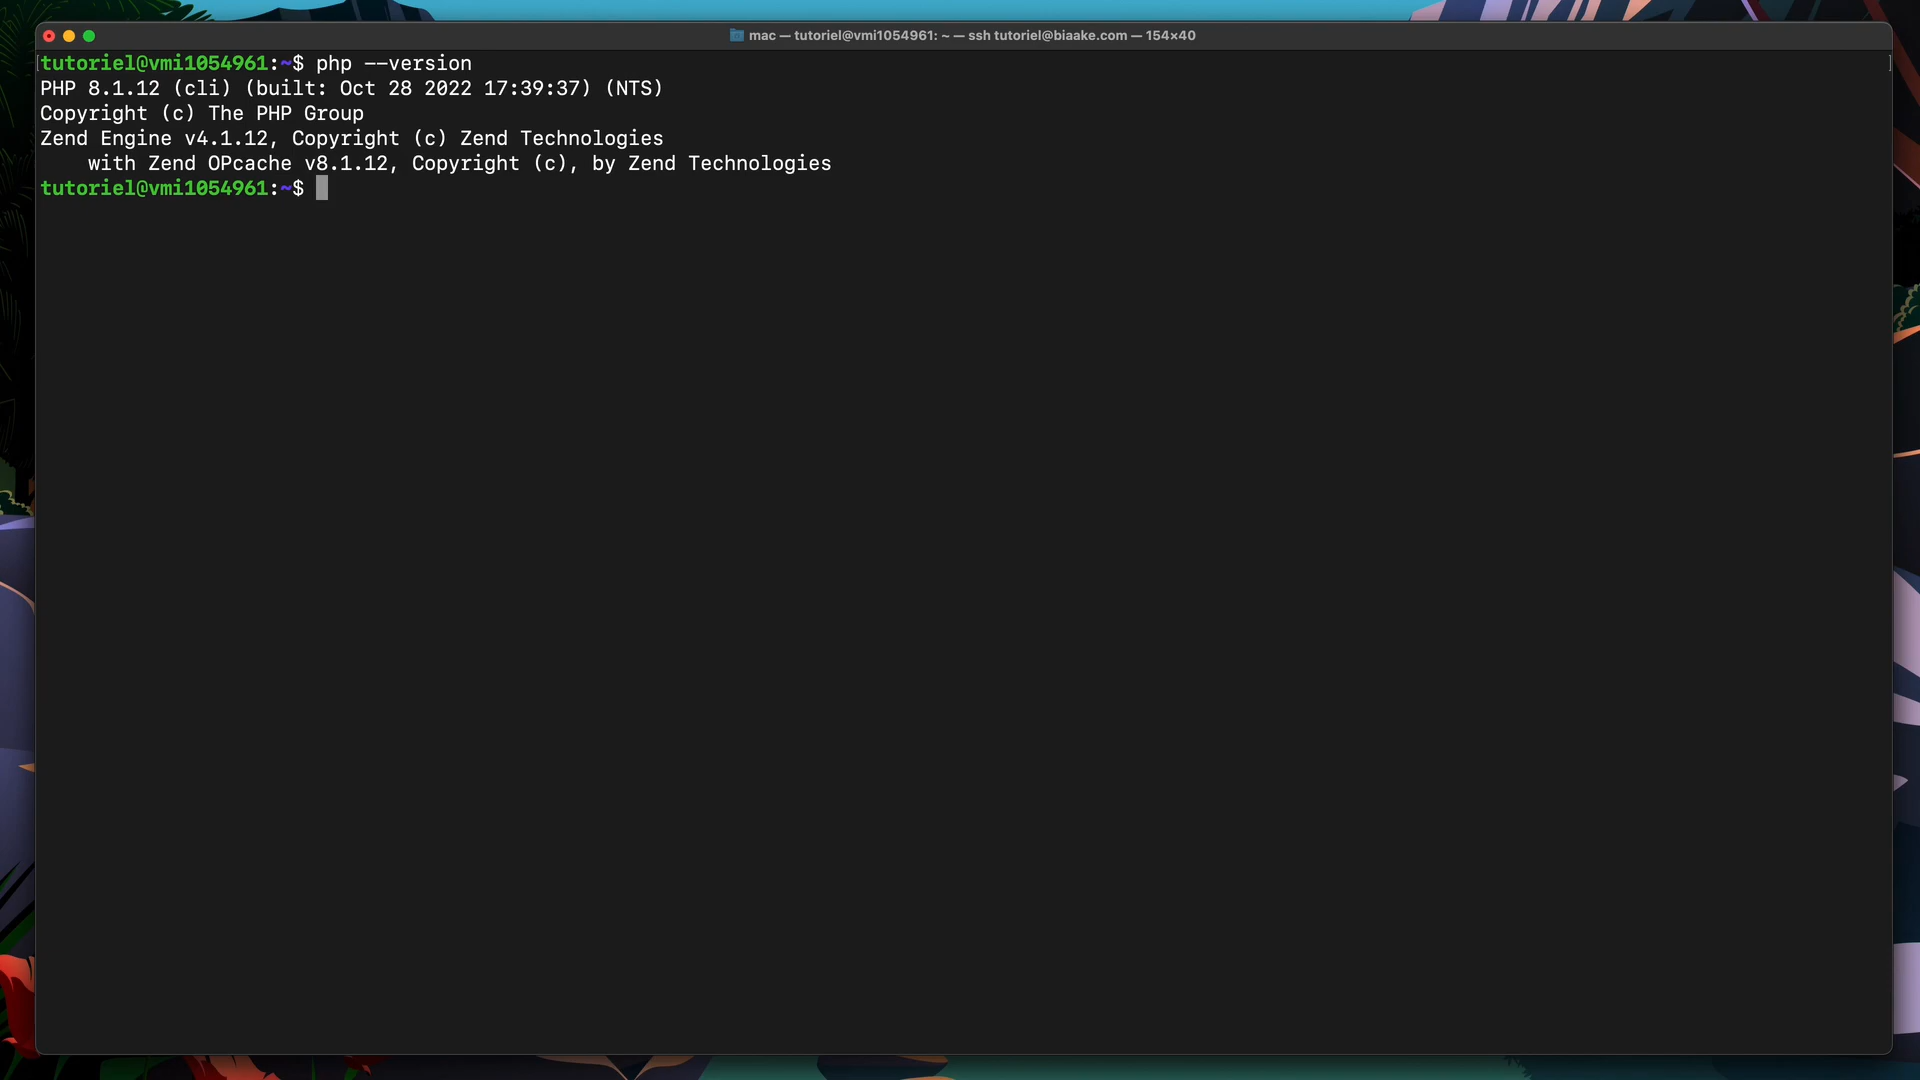 mac — tutoriel@vmi1054961: ~ — ssh tutoriel@biaake.com — 154×40
tutoriel@vmi1054961:~$ php --version
PHP 8.1.12 (cli) (built: Oct 28 2022 17:39:37) (NTS)
Copyright (c) The PHP Group
Zend Engine v4.1.12, Copyright (c) Zend Technologies
    with Zend OPcache v8.1.12, Copyright (c), by Zend Technologies
tutoriel@vmi1054961:~$